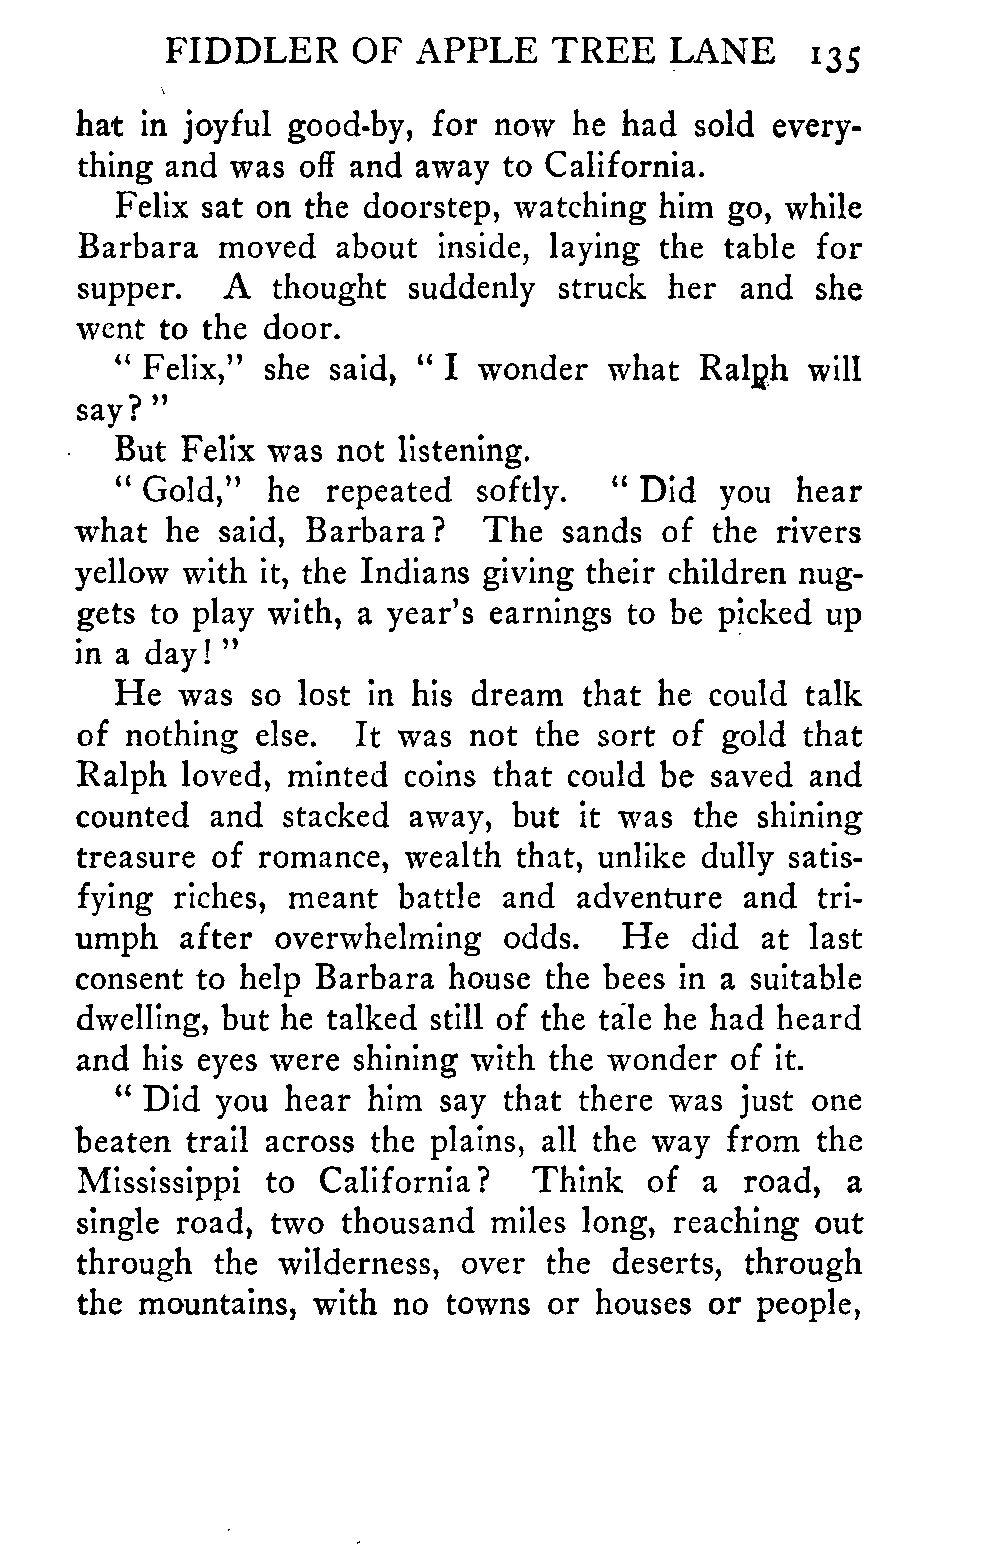 FIDDLER OF APPLE TREE LANE 135
hat in joyful good-by, for now he had sold every-
thing and was off and away to California.
Felix sat on the doorstep, watching him go, while
Barbara moved about inside, laying the table for
supper. A thought suddenly struck her and she
went to the door.
" Felix," she said, " I wonder what Ralph will
say? "
But Felix was not listening.
" Gold," he repeated softly. " Did you hear
what he said, Barbara? The sands of the rivers
yellow with it, the Indians giving their children nug-
gets to play with, a year's earnings to be picked up
in a day! "
He was so lost in his dream that he could talk
of nothing else. It was not the sort of gold that
Ralph loved, minted coins that could be saved and
counted and stacked away, but it was the shining
treasure of romance, wealth that, unlike dully satis-
fying riches, meant battle and adventure and tri-
umph after overwhelming odds. He did at last
consent to help Barbara house the bees in a suitable
dwelling, but he talked still of the tale he had heard
and his eyes were shining with the wonder of it.
" Did you hear him say that there was just one
beaten trail across the plains, all the way from the
Mississippi to California? Think of a road, a
single road, two thousand miles long, reaching out
through the wilderness, over the deserts, through
the mountains, with no towns or houses or people,